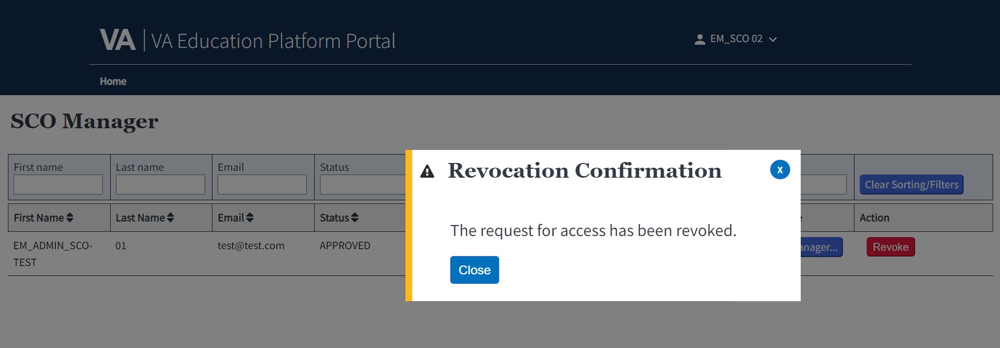 VA | VA Education Platform Portal
EM_SCO 02
Home
SCO Manager
First name
Last name
Email
Status
Clear Sorting/Filters
First Name
Last Name
Email
Status
Action
EM_ADMIN_SCO-
TEST
01
test@test.com
APPROVED
Revoke
Revocation Confirmation
x
The request for access has been revoked.
Close